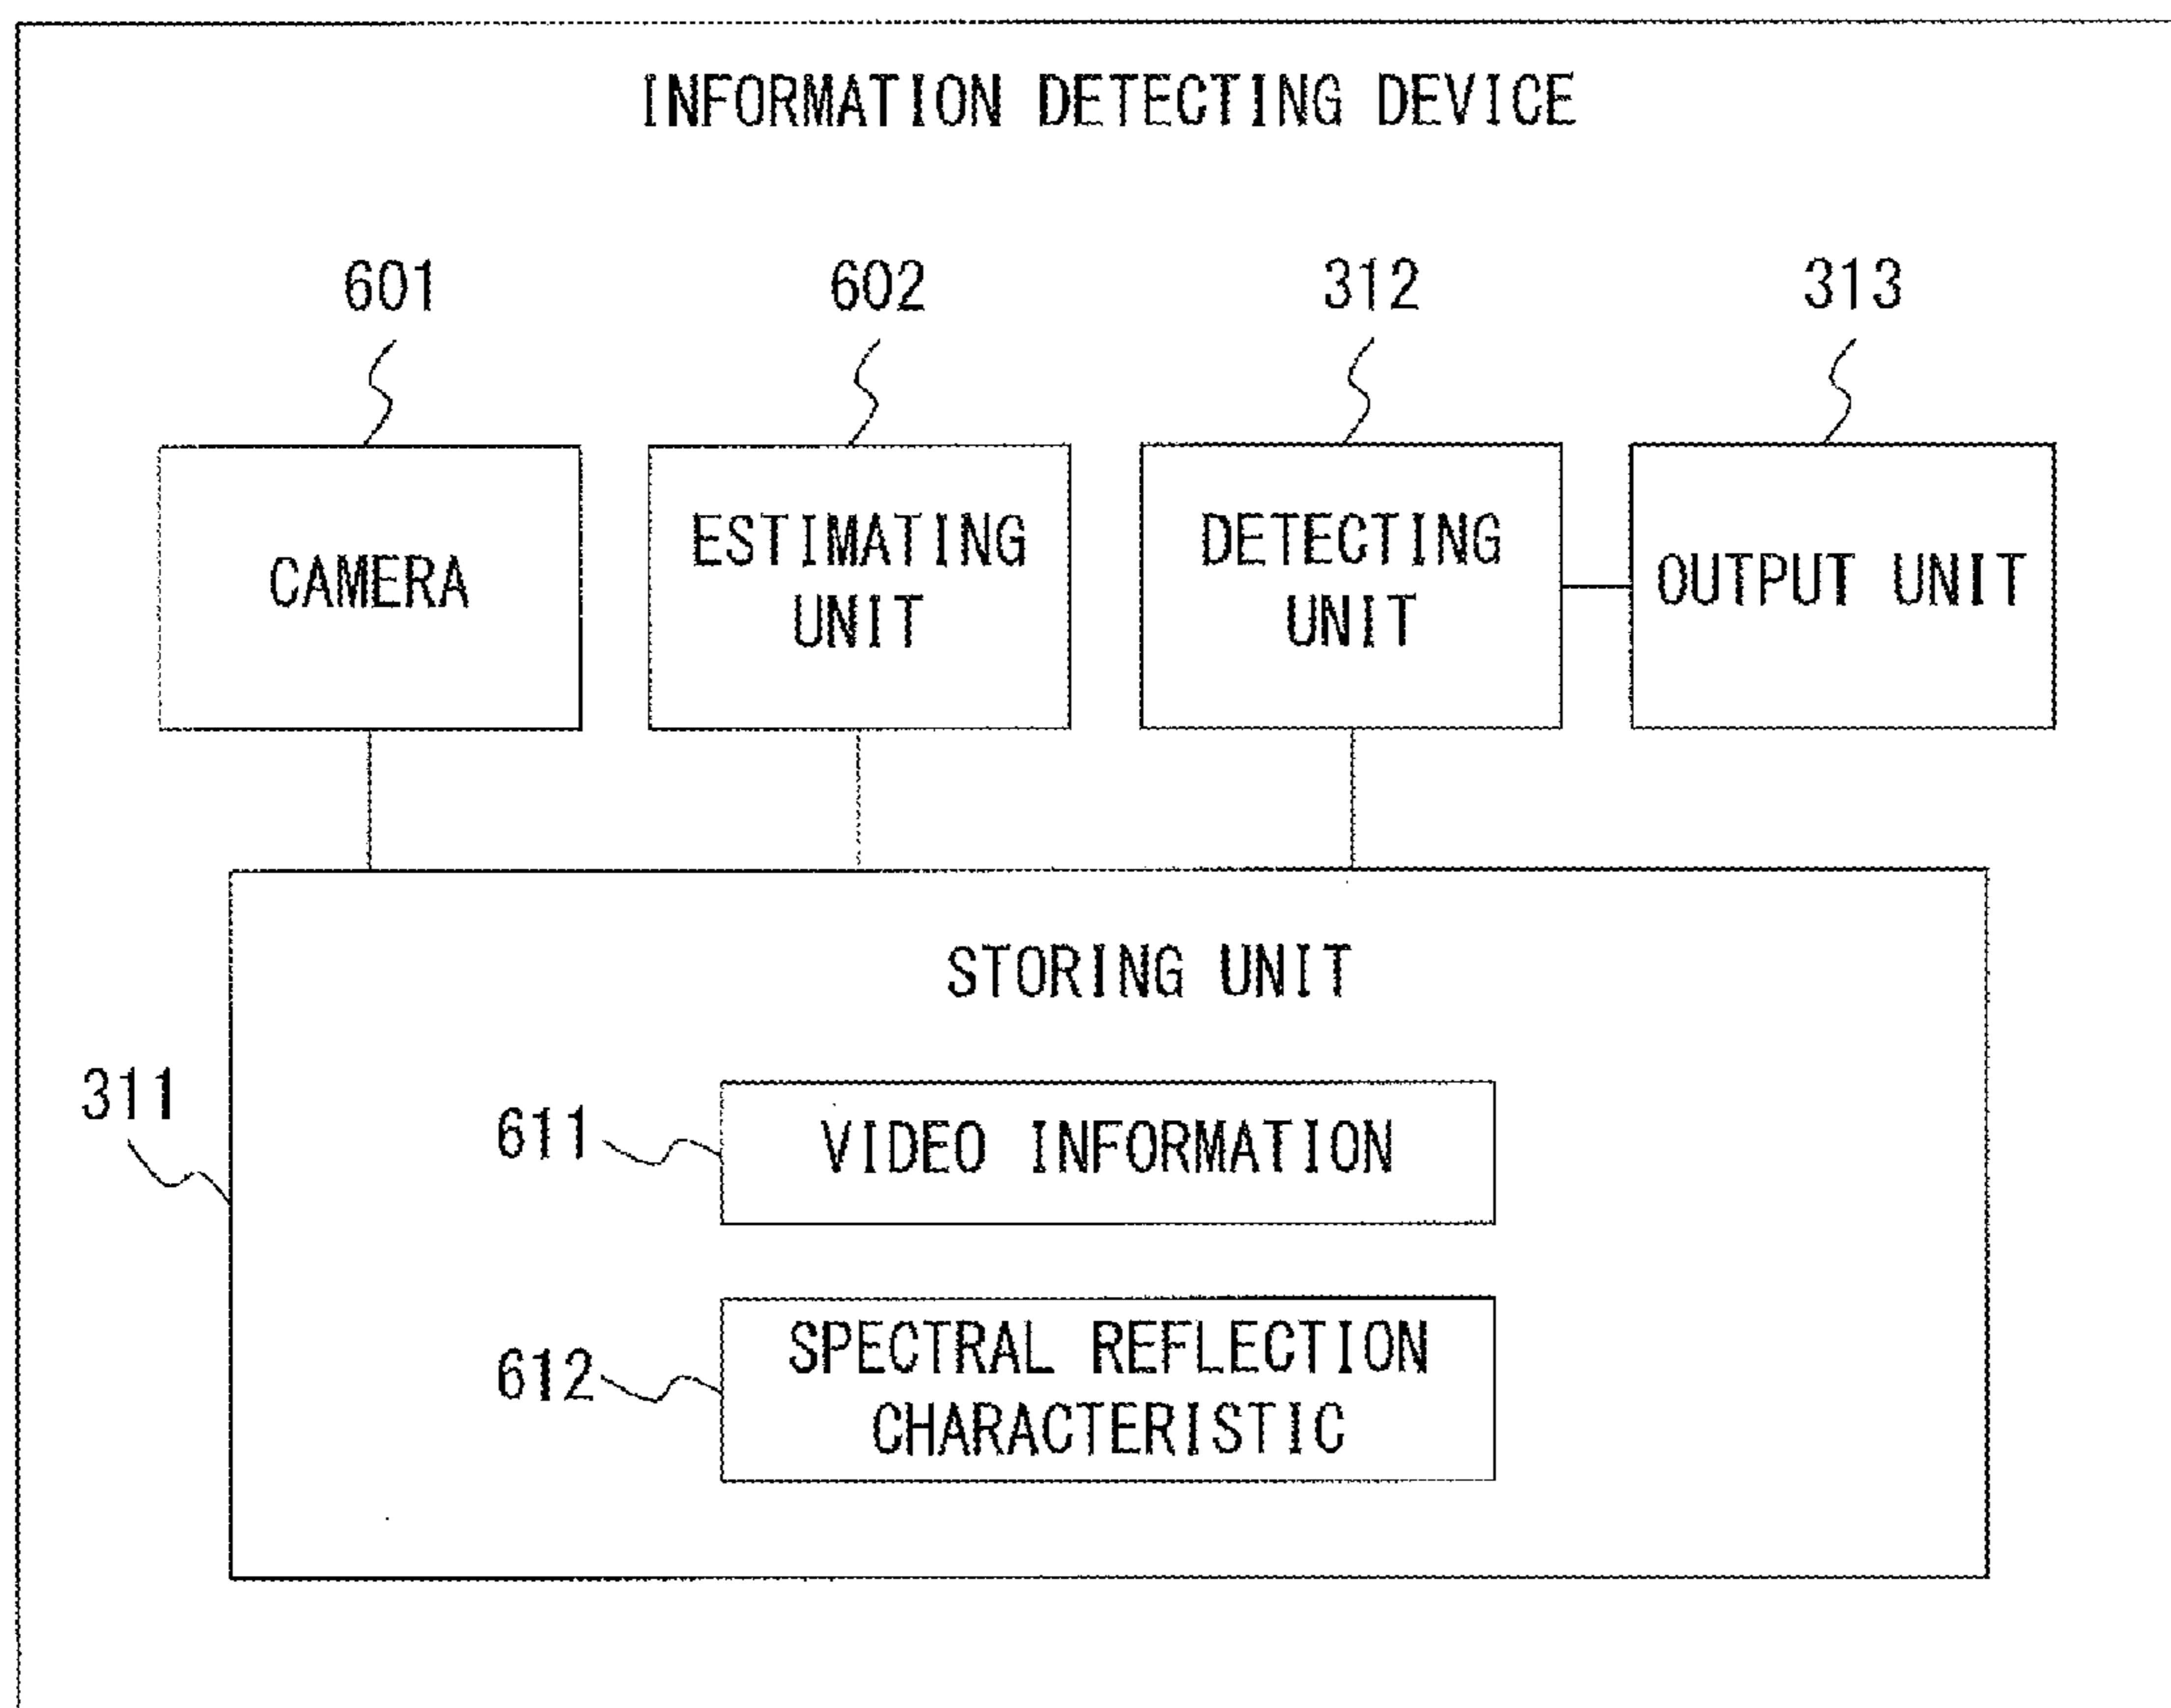 INFORMATION DETECTING DEVICE
601
602
312
313
CAMERA
ESTIMATING
UNIT
DETECTING
UNIT
OUTPUT UNIT
STORING UNIT
311
611
VIDEO INFORMATION
612
SPECTRAL REFLECTION
CHARACTERISTIC